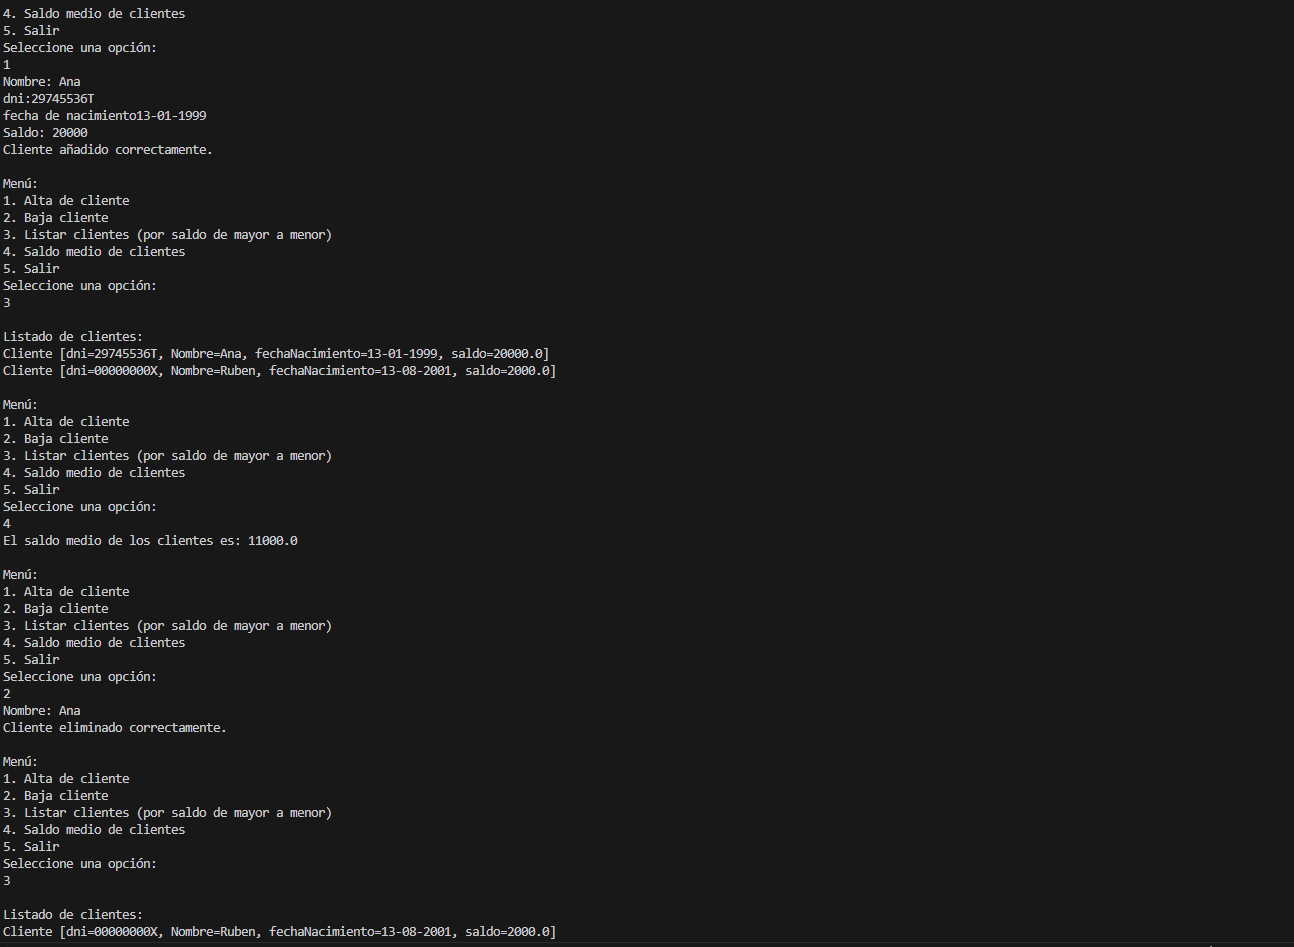 4. Saldo medio de clientes
5. Salir
Seleccione una opción:
1
Nombre: Ana
dni:29745536T
fecha de nacimiento13-01-1999
Saldo: 20000
Cliente añadido correctamente.

Menú:
1. Alta de cliente
2. Baja cliente
3. Listar clientes (por saldo de mayor a menor)
4. Saldo medio de clientes
5. Salir
Seleccione una opción:
3

Listado de clientes:
Cliente [dni=29745536T, Nombre=Ana, fechaNacimiento=13-01-1999, saldo=20000.0]
Cliente [dni=00000000X, Nombre=Ruben, fechaNacimiento=13-08-2001, saldo=2000.0]

Menú:
1. Alta de cliente
2. Baja cliente
3. Listar clientes (por saldo de mayor a menor)
4. Saldo medio de clientes
5. Salir
Seleccione una opción:
4
El saldo medio de los clientes es: 11000.0

Menú:
1. Alta de cliente
2. Baja cliente
3. Listar clientes (por saldo de mayor a menor)
4. Saldo medio de clientes
5. Salir
Seleccione una opción:
2
Nombre: Ana
Cliente eliminado correctamente.

Menú:
1. Alta de cliente
2. Baja cliente
3. Listar clientes (por saldo de mayor a menor)
4. Saldo medio de clientes
5. Salir
Seleccione una opción:
3

Listado de clientes:
Cliente [dni=00000000X, Nombre=Ruben, fechaNacimiento=13-08-2001, saldo=2000.0]